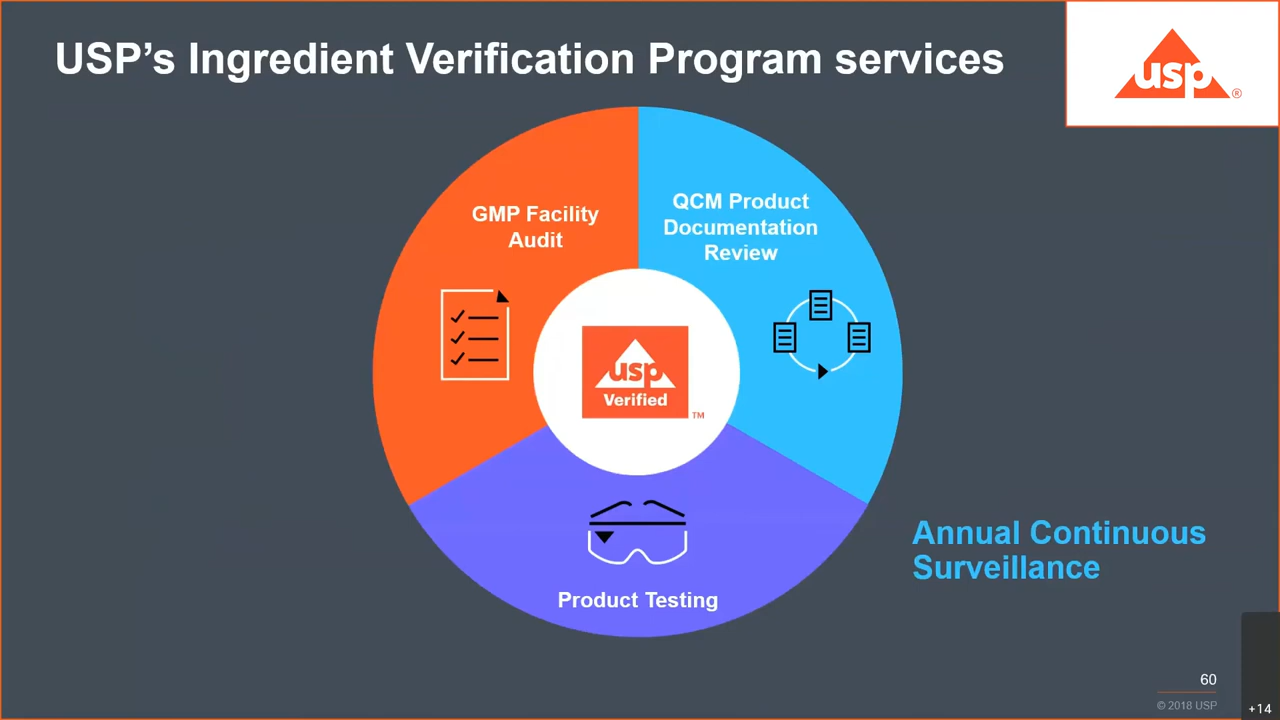 USP’s Ingredient Verification Program services
usp®
GMP Facility
Audit
QCM Product
Documentation
Review
usp
Verified
TM
Product Testing
Annual Continuous
Surveillance
60
© 2018 USP
+14